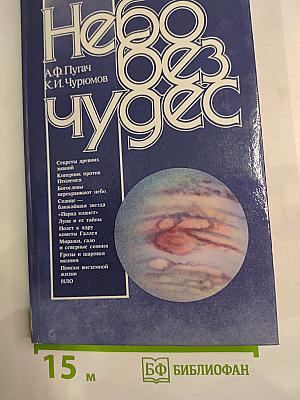 Небо
А.Ф. Пугач
К.И. Чурюмов
без
чудес
Секреты древних
знаний
Коперник против
Птолемея
Богословы
перекраивают небо
Солнце —
ближайшая звезда
«Парад планет»
Луна и ее тайны
Полет к ядру
кометы Галлея
Миражи, гало
и северные сияния
Грозы и шаровая
молния
Поиски внеземной
жизни
НЛО
15 м
БФ БИБЛИОФАН